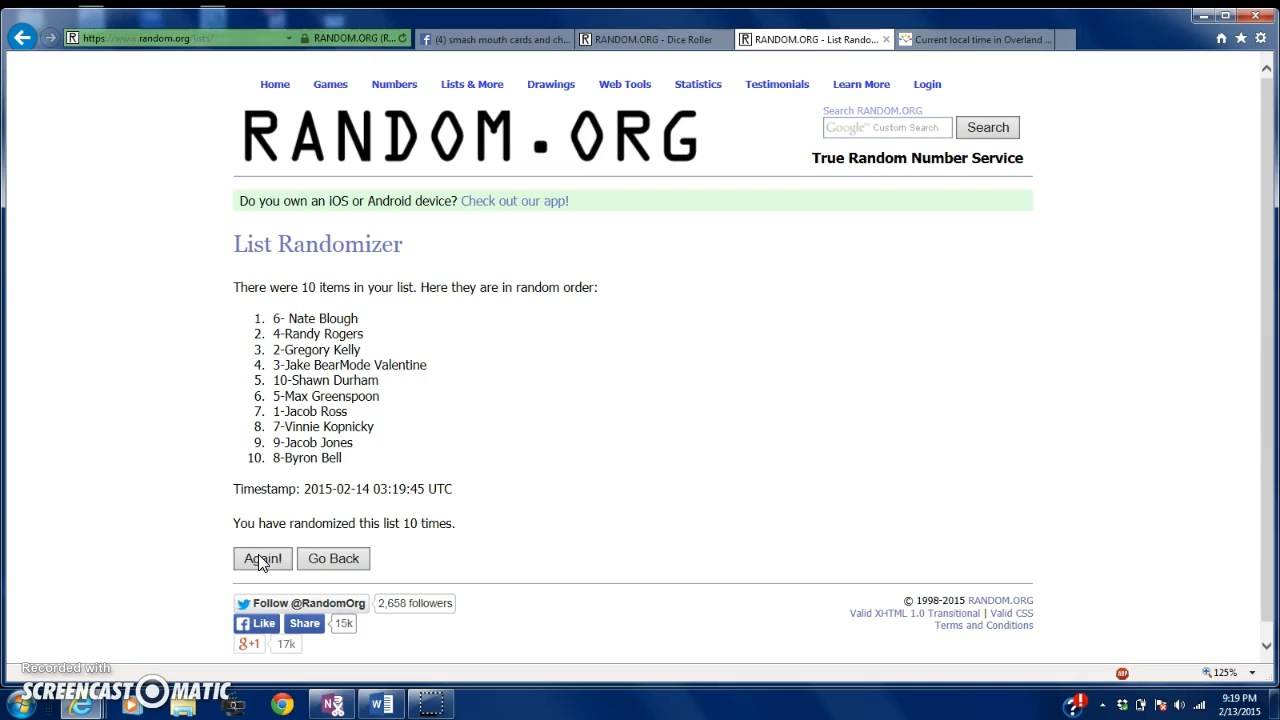 https://www.random.org/lists/
RANDOM.ORG (R...
(4) smash mouth cards and ch...
RANDOM.ORG - Dice Roller
RANDOM.ORG - List Rando...
Current local time in Overland ...
Home Games Numbers Lists & More Drawings Web Tools Statistics Testimonials Learn More Login
RANDOM.ORG
Search RANDOM.ORG
Google™ Custom Search
Search
True Random Number Service
Do you own an iOS or Android device? Check out our app!
List Randomizer
There were 10 items in your list. Here they are in random order:
1. 6- Nate Blough
2. 4-Randy Rogers
3. 2-Gregory Kelly
4. 3-Jake BearMode Valentine
5. 10-Shawn Durham
6. 5-Max Greenspoon
7. 1-Jacob Ross
8. 7-Vinnie Kopnicky
9. 9-Jacob Jones
10. 8-Byron Bell
Timestamp: 2015-02-14 03:19:45 UTC
You have randomized this list 10 times.
Again! Go Back
Follow @RandomOrg 2,658 followers
Like Share 15k
g+1 17k
© 1998-2015 RANDOM.ORG
Valid XHTML 1.0 Transitional | Valid CSS
Terms and Conditions
ABP
125%
Recorded with
SCREENCAST-O-MATIC
9:19 PM
2/13/2015